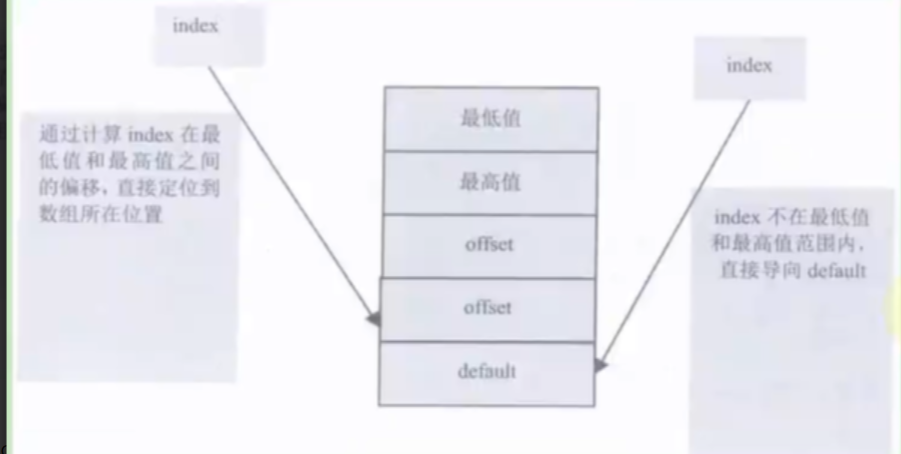 index
通过计算 index 在最
低值和最高值之间
的偏移，直接定位到
数组所在位置
最低值
最高值
offset
offset
default
index
index 不在最低值
和最高值范围内，
直接导向 default